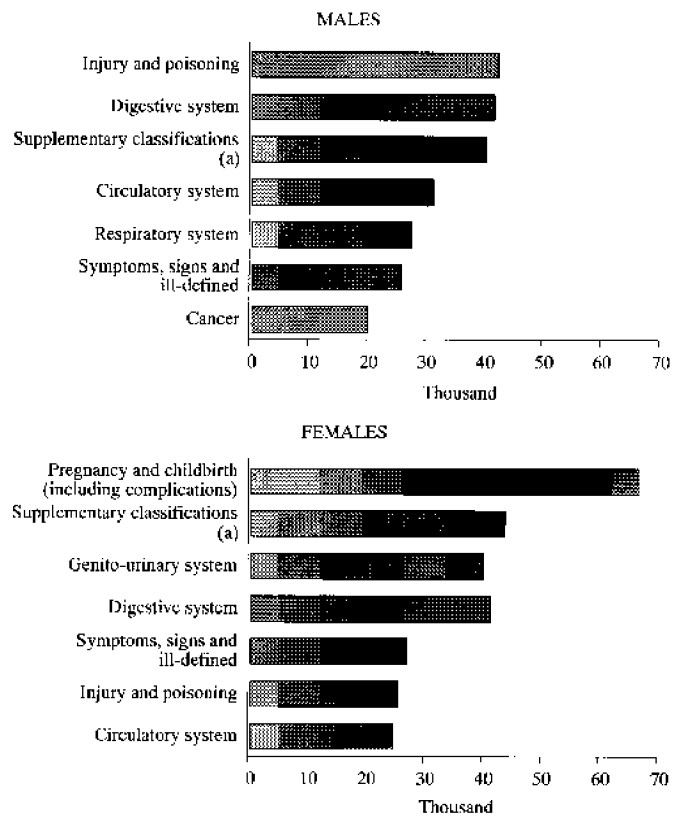 MALES
Injury and poisoning
Digestive system
Supplementary classifications
(a)
Circulatory system
Respiratory system
Symptoms, signs and
ill-defined
Cancer
0 10 20 30 40 50 60 70
Thousand
FEMALES
Pregnancy and childbirth
(including complications)
Supplementary classifications
(a)
Genito-urinary system
Digestive system
Symptoms, signs and
ill-defined
Injury and poisoning
Circulatory system
0 10 20 30 40 50 60 70
Thousand